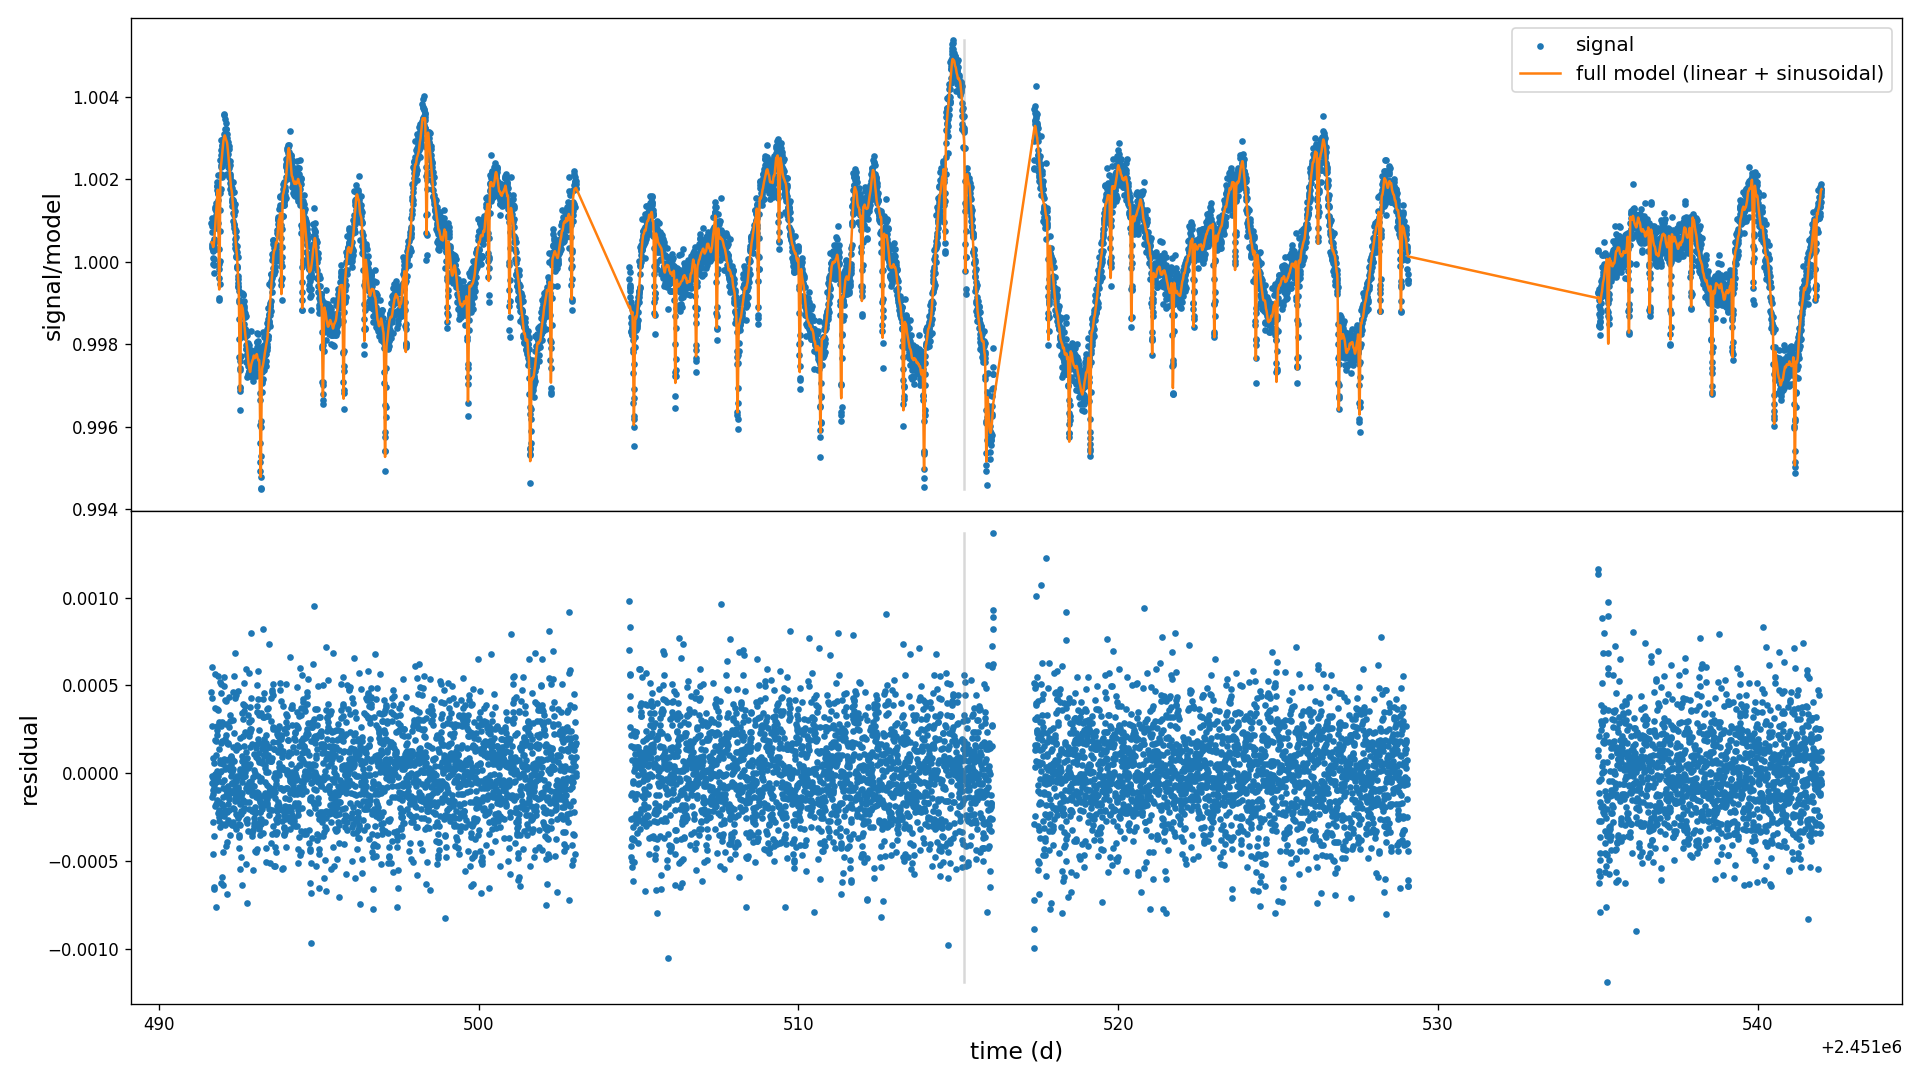 signal
full model (linear + sinusoidal)
signal/model
1.004
1.002
1.000
0.998
0.996
0.994
residual
0.0010
0.0005
0.0000
−0.0005
−0.0010
490
500
510
520
530
540
time (d)
+2.451e6